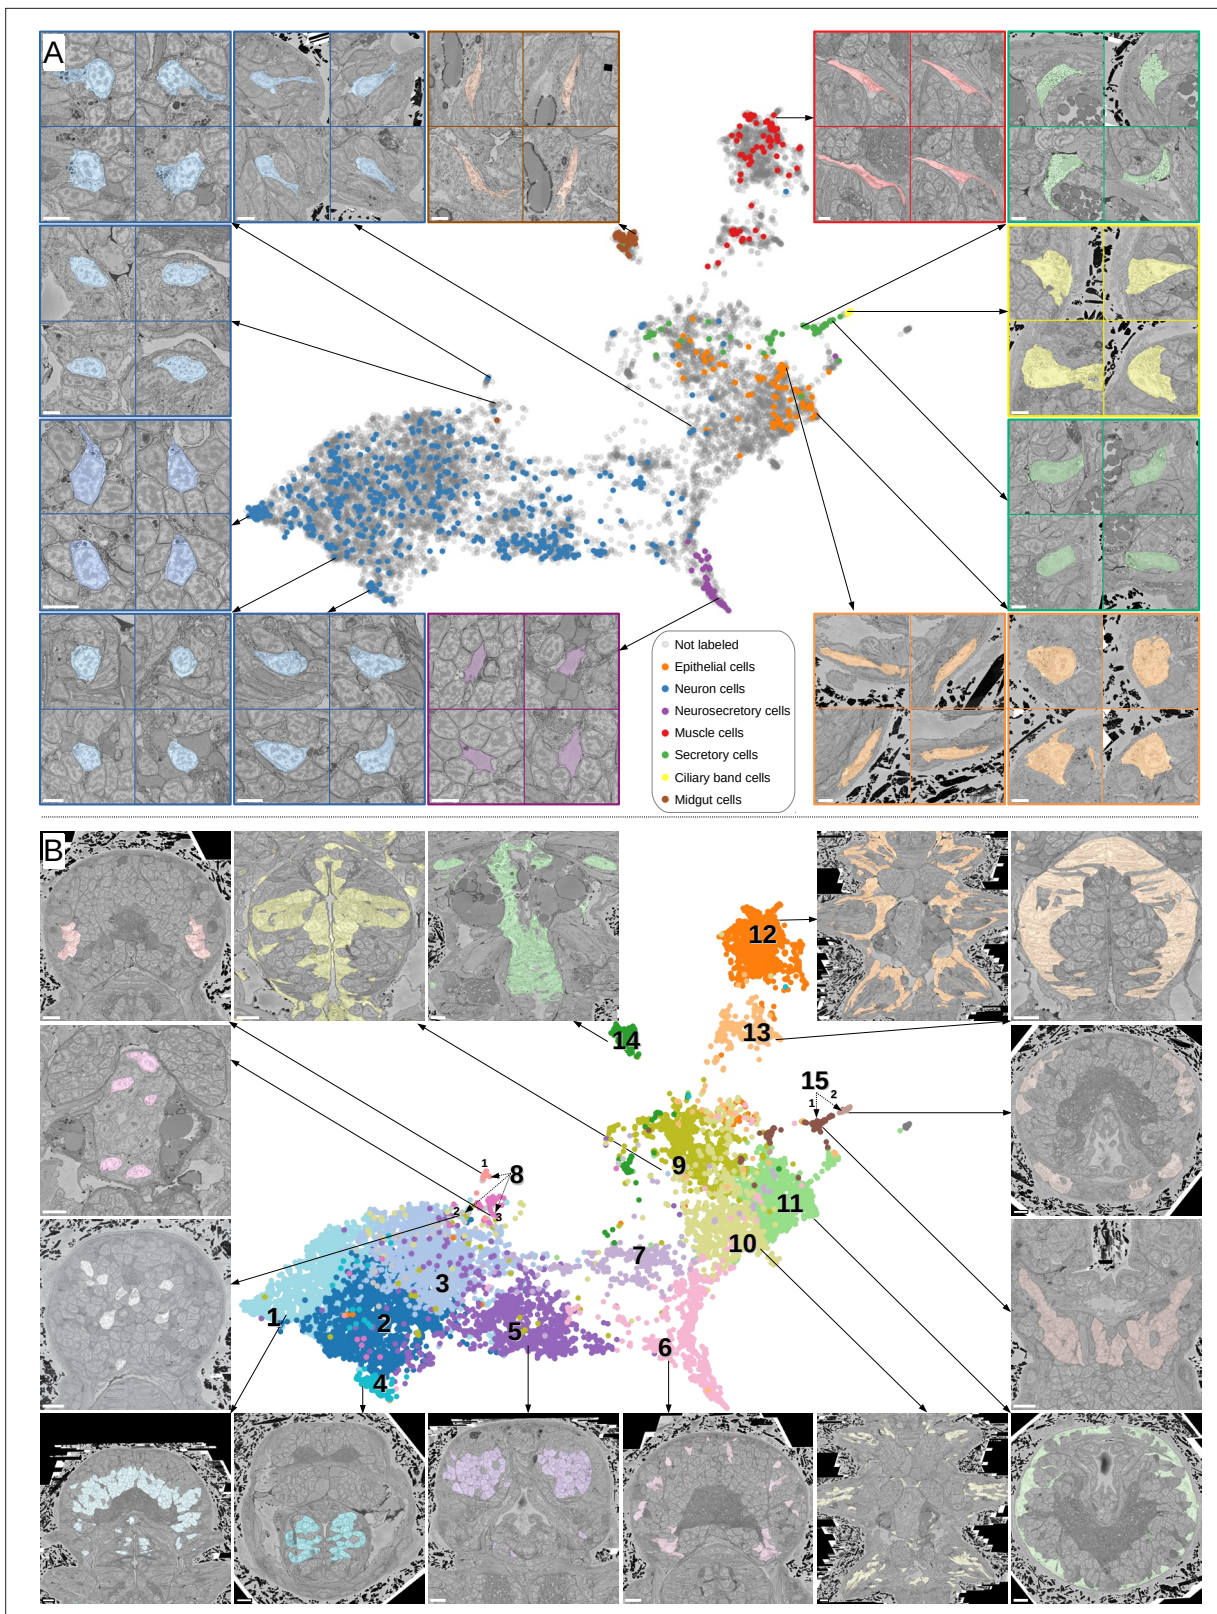 A
Not labeled
Epithelial cells
Neuron cells
Neurosecretory cells
Muscle cells
Secretory cells
Ciliary band cells
Midgut cells
B
12
14
13
15
1
2
1
8
9
2
3
11
10
7
3
1
2
5
6
4